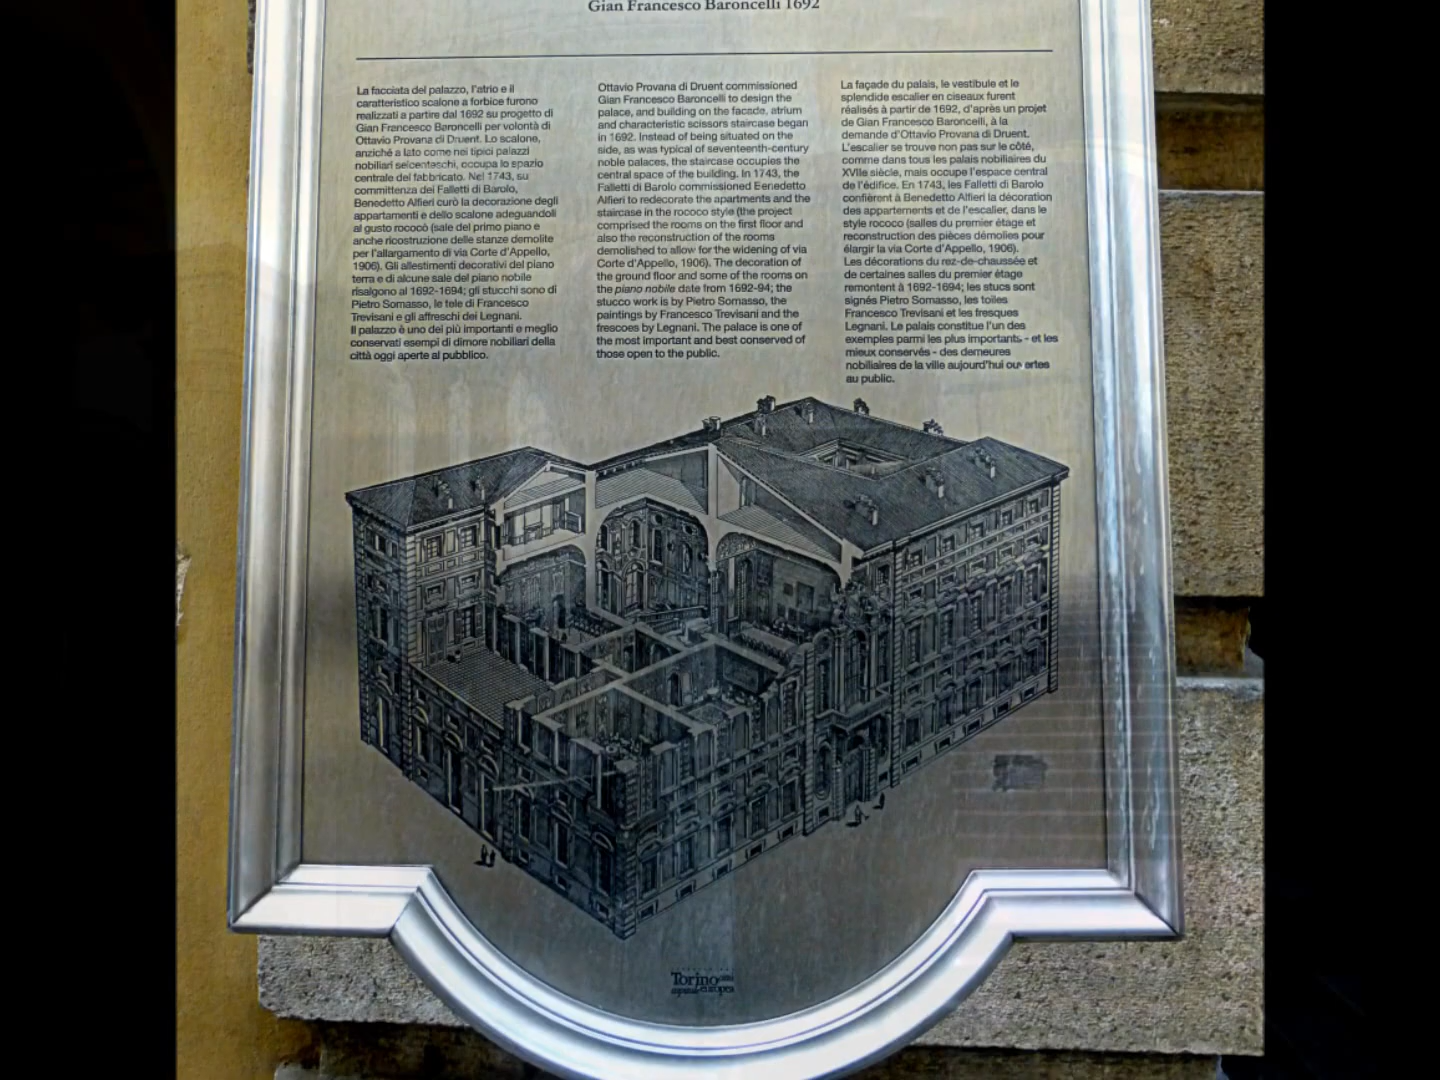 Gian Francesco Baroncelli 1692
La facciata del palazzo, l'atrio e il
caratteristico scalone a forbice furono
realizzati a partire dal 1692 su progetto di
Gian Francesco Baroncelli per volontà di
Ottavio Provana di Druent. Lo scalone,
anziché a lato come nei tipici palazzi
nobiliari seicenteschi, occupa lo spazio
centrale del fabbricato. Nel 1743, su
committenza dei Falletti di Barolo,
Benedetto Alfieri curò la decorazione degli
appartamenti e dello scalone adeguandoli
al gusto rococò (sale del primo piano e
anche ricostruzione delle stanze demolite
per l'allargamento di via Corte d'Appello,
1906). Gli allestimenti decorativi del piano
terra e di alcune sale del piano nobile
risalgono al 1692-1694; gli stucchi sono di
Pietro Somasso, le tele di Francesco
Trevisani e gli affreschi dei Legnani.
Il palazzo è uno dei più importanti e meglio
conservati esempi di dimore nobiliari della
città oggi aperte al pubblico.
Ottavio Provana di Druent commissioned
Gian Francesco Baroncelli to design the
palace, and building on the facade, atrium
and characteristic scissors staircase began
in 1692. Instead of being situated on the
side, as was typical of seventeenth-century
noble palaces, the staircase occupies the
central space of the building. In 1743, the
Falletti di Barolo commissioned Benedetto
Alfieri to redecorate the apartments and the
staircase in the rococo style (the project
comprised the rooms on the first floor and
also the reconstruction of the rooms
demolished to allow for the widening of via
Corte d'Appello, 1906). The decoration of
the ground floor and some of the rooms on
the piano nobile date from 1692-94; the
stucco work is by Pietro Somasso, the
paintings by Francesco Trevisani and the
frescoes by Legnani. The palace is one of
the most important and best conserved of
those open to the public.
La façade du palais, le vestibule et le
splendide escalier en ciseaux furent
réalisés à partir de 1692, d'après un projet
de Gian Francesco Baroncelli, à la
demande d'Ottavio Provana di Druent.
L'escalier se trouve non pas sur le côté,
comme dans tous les palais nobiliaires du
XVIIe siècle, mais occupe l'espace central
de l'édifice. En 1743, les Falletti di Barolo
confièrent à Benedetto Alfieri la décoration
des appartements et de l'escalier, dans le
style rococo (salles du premier étage et
reconstruction des pièces démolies pour
élargir la via Corte d'Appello, 1906).
Les décorations du rez-de-chaussée et
de certaines salles du premier étage
remontent à 1692-1694; les stucs sont
signés Pietro Somasso, les toiles
Francesco Trevisani et les fresques
Legnani. Le palais constitue l'un des
exemples parmi les plus importants - et les
mieux conservés - des demeures
nobiliaires de la ville aujourd'hui ouvertes
au public.
Torino
capitale europea